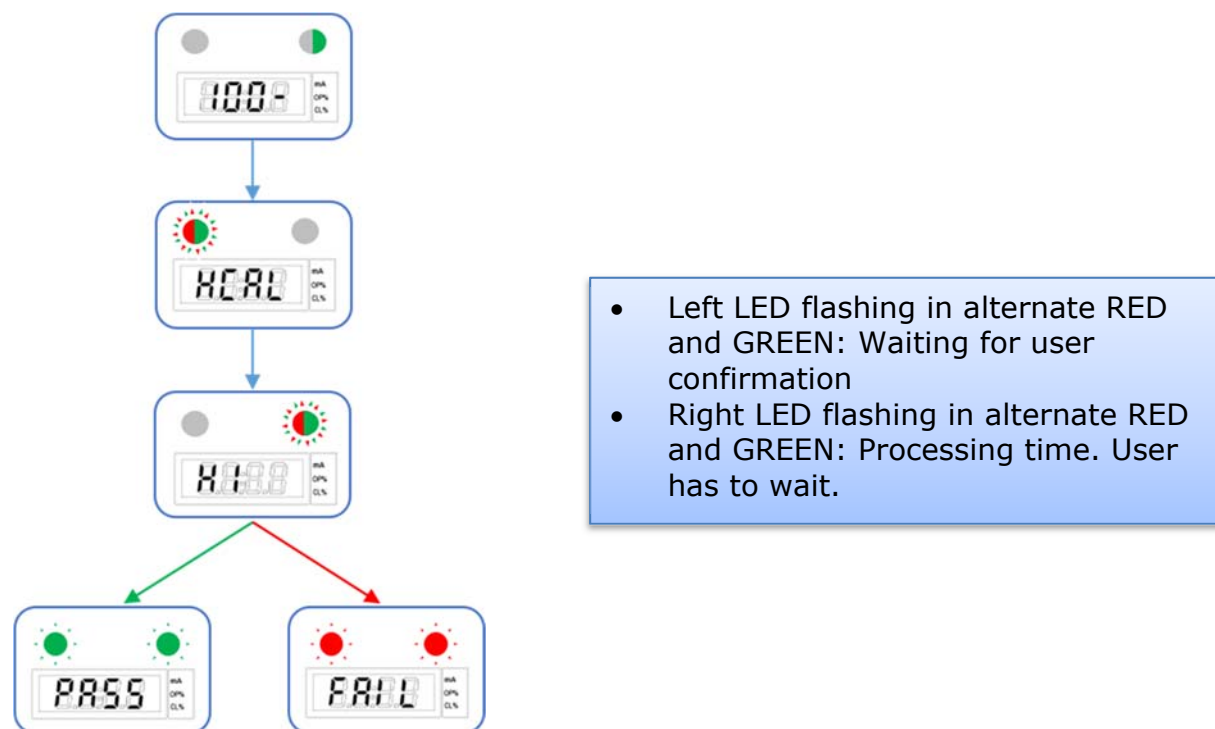 100-
mA
OP%
CL%
HCAL
mA
OP%
CL%
HI
mA
OP%
CL%
PASS
mA
OP%
CL%
FAIL
mA
OP%
CL%
• Left LED flashing in alternate RED
and GREEN: Waiting for user
confirmation
• Right LED flashing in alternate RED
and GREEN: Processing time. User
has to wait.